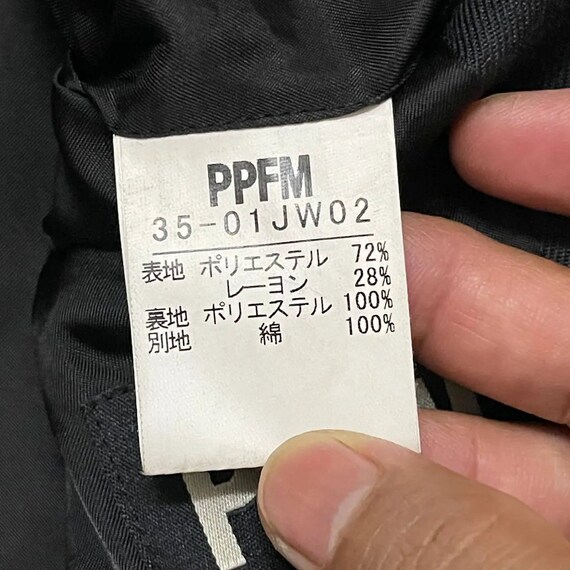 PPFM
35-01JW02
表地 ポリエステル 72%
レーヨン 28%
裏地 ポリエステル 100%
別地 綿 100%